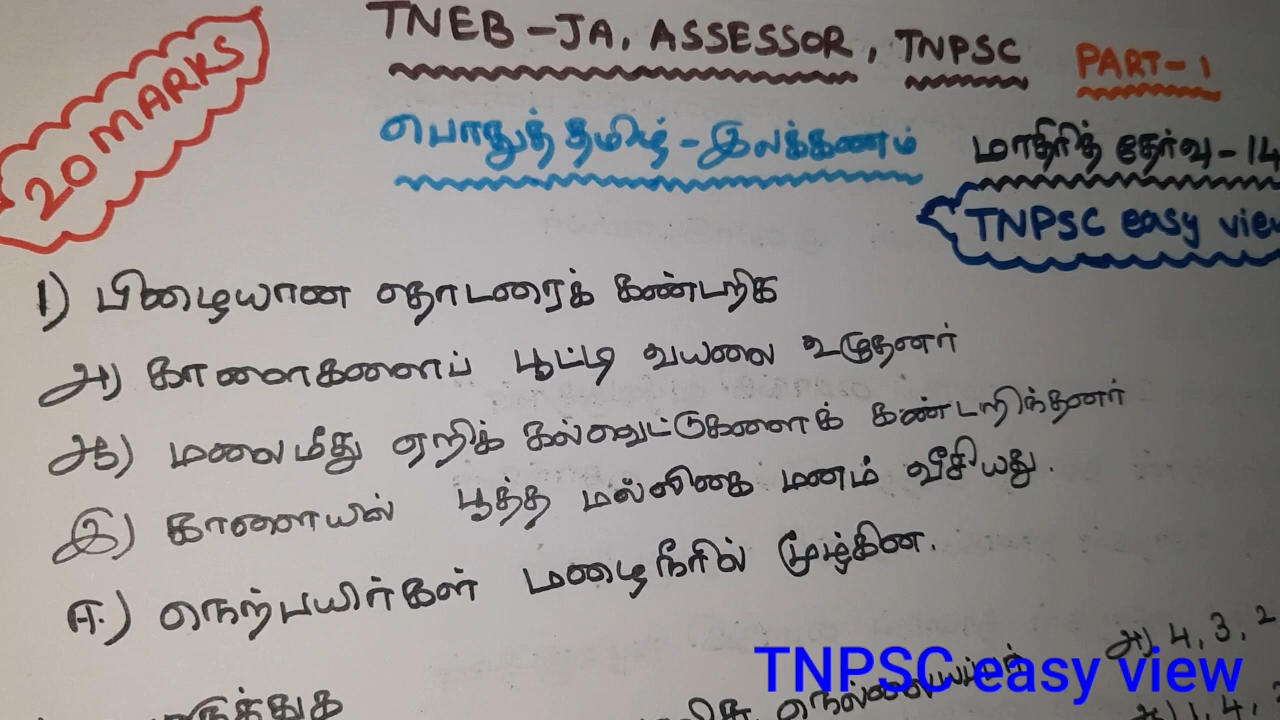 20 MARKS
TNEB - JA, ASSESSOR, TNPSC PART - 1
பொதுத் தமிழ் - இலக்கணம் மாதிரித் தேர்வு - 14
TNPSC easy view
1) பிழையான தொடரைக் கண்டறிக
அ) காளைகளைப் பூட்டி வயலை உழுதனர்
ஆ) மலைமீது ஏறிக் கல்வெட்டுகளைக் கண்டறிந்தனர்
இ) காளையில் பூத்த மல்லிகை மணம் வீசியது.
ஈ) நெற்பயிர்கள் மழைநீரில் மூழ்கின.
அ) 4, 3, 2
TNPSC easy view